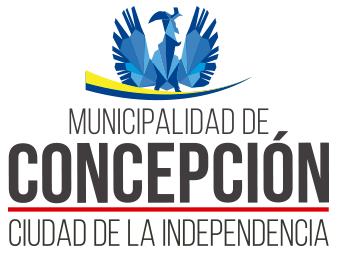 MUNICIPALIDAD DE
CONCEPCIÓN
CIUDAD DE LA INDEPENDENCIA